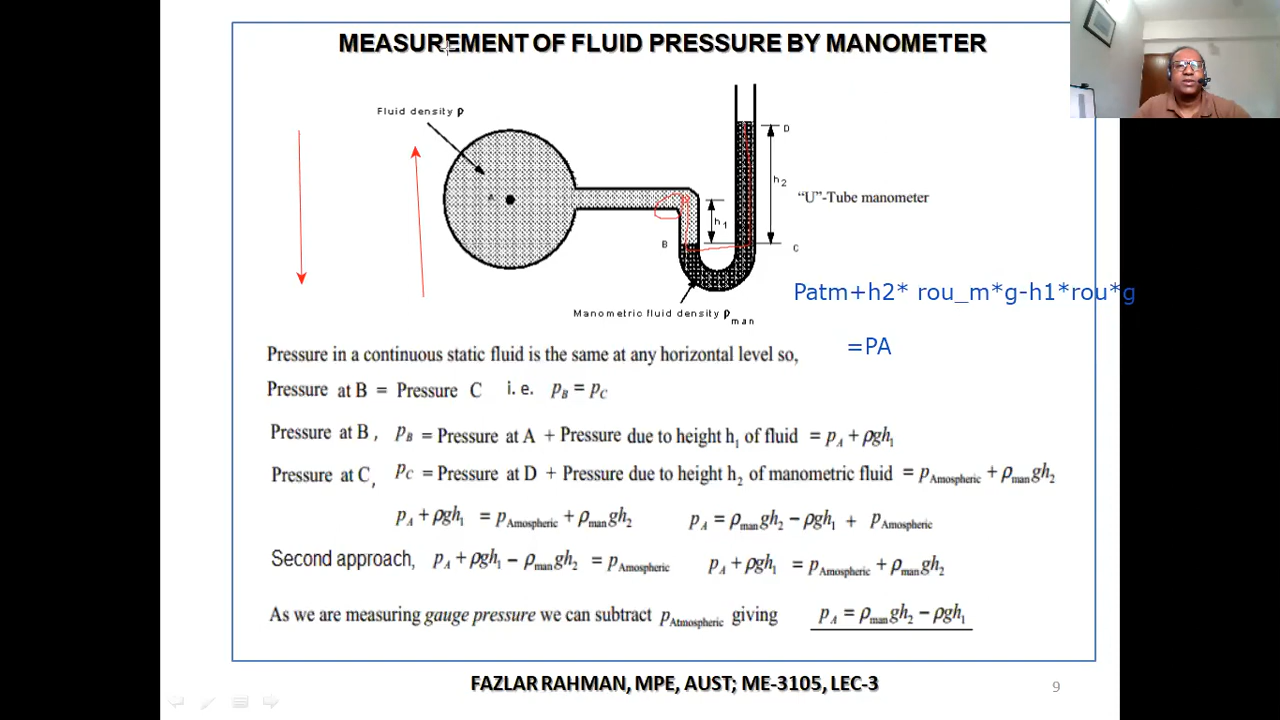 MEASUREMENT OF FLUID PRESSURE BY MANOMETER
Fluid density ρ
A
D
h2
"U"-Tube manometer
h1
B
C
Patm+h2* rou_m*g-h1*rou*g
Manometric fluid density ρman
=PA
Pressure in a continuous static fluid is the same at any horizontal level so,
Pressure at B = Pressure C i. e. pB = pC
Pressure at B , pB = Pressure at A + Pressure due to height h1 of fluid = pA + ρgh1
Pressure at C, pC = Pressure at D + Pressure due to height h2 of manometric fluid = pAmospheric + ρmangh2
pA + ρgh1 = pAmospheric + ρmangh2 pA = ρmangh2 − ρgh1 + pAmospheric
Second approach, pA + ρgh1 − ρmangh2 = pAmospheric pA + ρgh1 = pAmospheric + ρmangh2
As we are measuring gauge pressure we can subtract pAtmospheric giving pA = ρmangh2 − ρgh1
FAZLAR RAHMAN, MPE, AUST; ME-3105, LEC-3
9